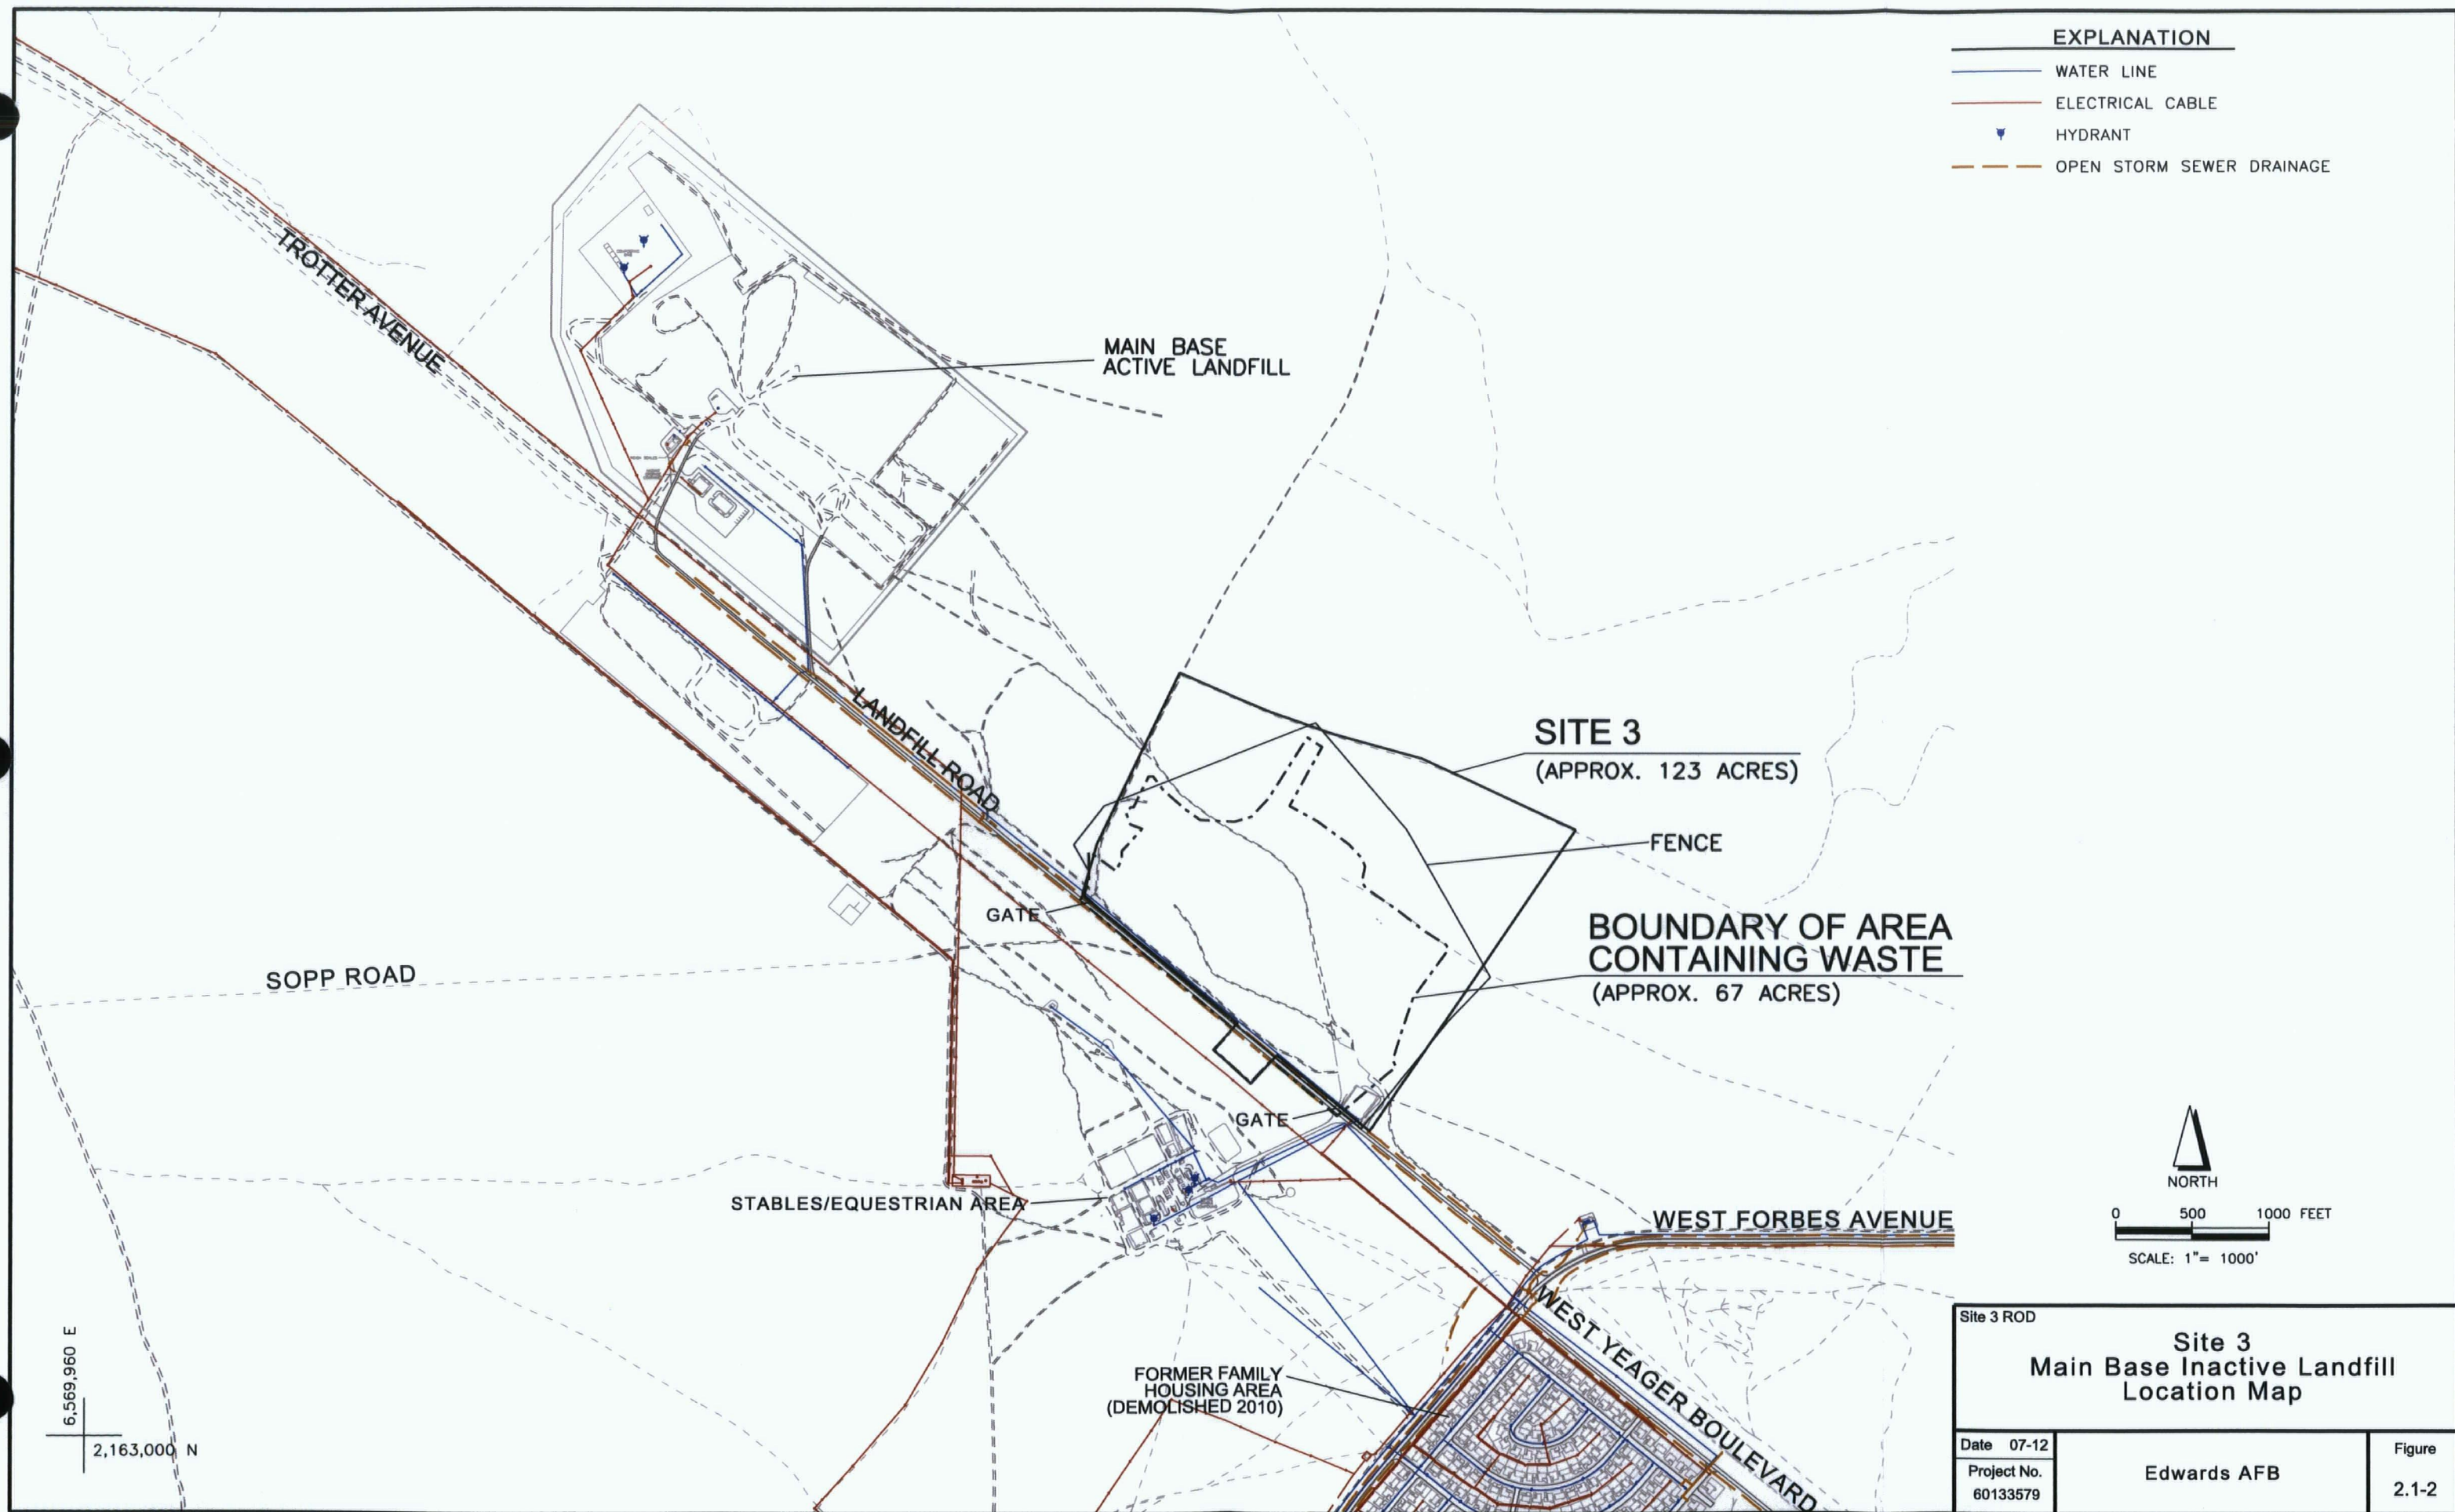 EXPLANATION
WATER LINE
ELECTRICAL CABLE
HYDRANT
OPEN STORM SEWER DRAINAGE
TROTTER AVENUE
MAIN BASE
ACTIVE LANDFILL
LANDFILL ROAD
SITE 3
(APPROX. 123 ACRES)
FENCE
GATE
BOUNDARY OF AREA
CONTAINING WASTE
(APPROX. 67 ACRES)
SOPP ROAD
GATE
STABLES/EQUESTRIAN AREA
WEST FORBES AVENUE
NORTH
0 500 1000 FEET
SCALE: 1"= 1000'
WEST YEAGER BOULEVARD
FORMER FAMILY
HOUSING AREA
(DEMOLISHED 2010)
6,569,960 E
2,163,000 N
Site 3 ROD
Site 3
Main Base Inactive Landfill
Location Map
Date 07-12
Project No.
60133579
Edwards AFB
Figure
2.1-2